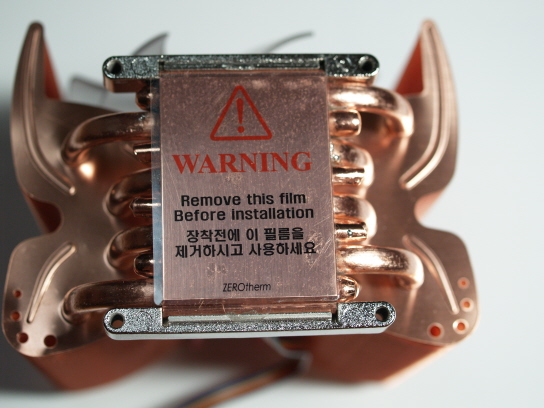 WARNING
Remove this film
Before installation
장착전에 이 필름을
제거하시고 사용하세요
ZEROtherm